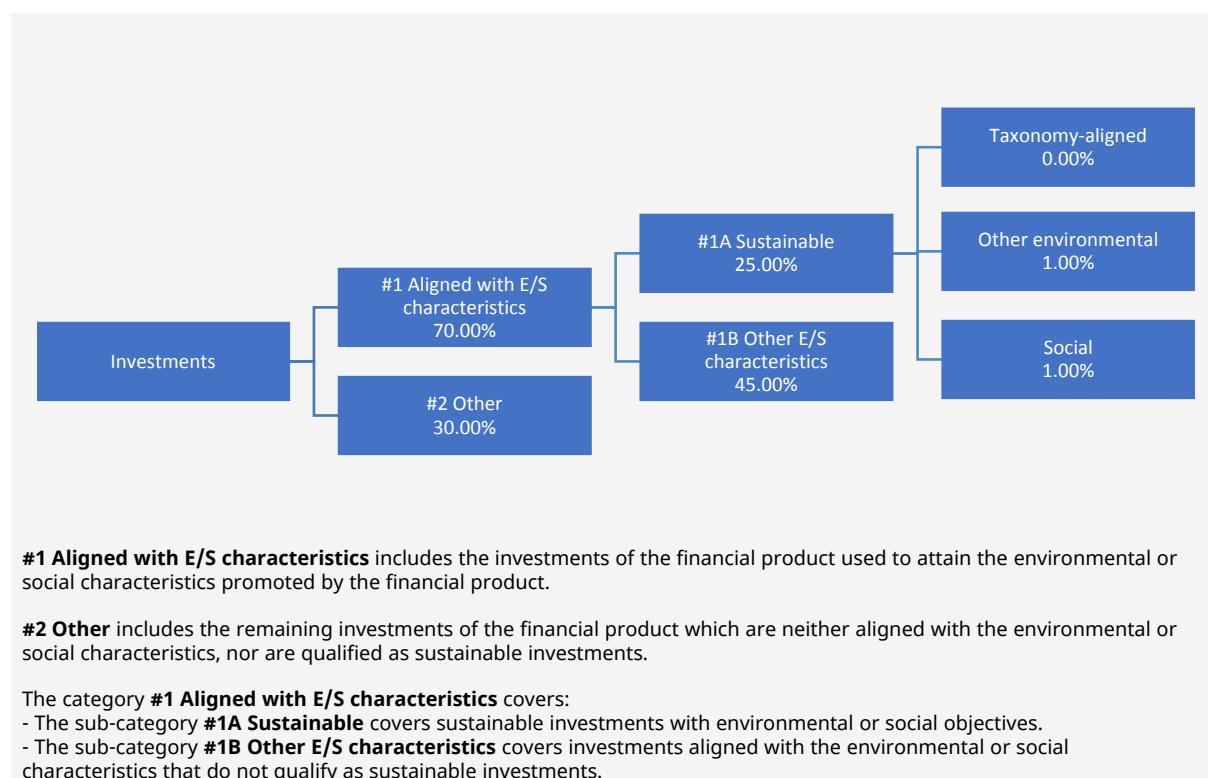 Taxonomy-aligned
0.00%
#1A Sustainable
25.00%
Other environmental
1.00%
#1 Aligned with E/S
characteristics
70.00%
Investments
#1B Other E/S
characteristics
45.00%
Social
1.00%
#2 Other
30.00%
#1 Aligned with E/S characteristics includes the investments of the financial product used to attain the environmental or
social characteristics promoted by the financial product.
#2 Other includes the remaining investments of the financial product which are neither aligned with the environmental or
social characteristics, nor are qualified as sustainable investments.
The category #1 Aligned with E/S characteristics covers:
- The sub-category #1A Sustainable covers sustainable investments with environmental or social objectives.
- The sub-category #1B Other E/S characteristics covers investments aligned with the environmental or social
characteristics that do not qualify as sustainable investments.